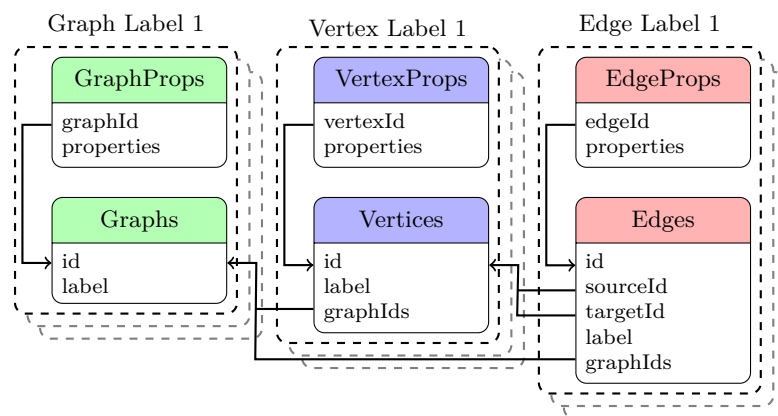 Graph Label 1
GraphProps
graphId
properties
Graphs
id
label
Vertex Label 1
VertexProps
vertexId
properties
Vertices
id
label
graphIds
Edge Label 1
EdgeProps
edgeId
properties
Edges
id
sourceId
targetId
label
graphIds